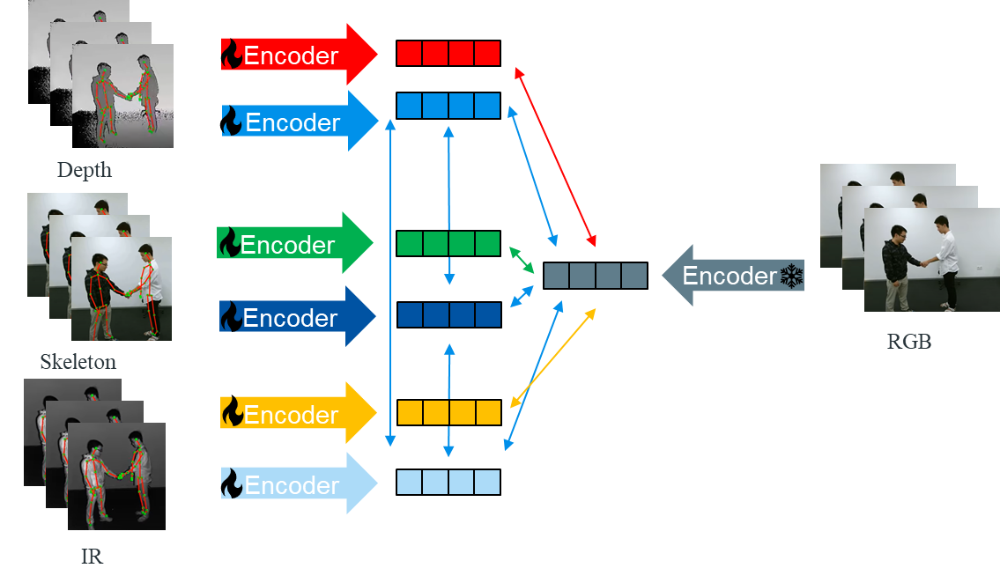 Encoder
Encoder
Depth
Encoder
Encoder
Encoder
RGB
Skeleton
Encoder
Encoder
IR